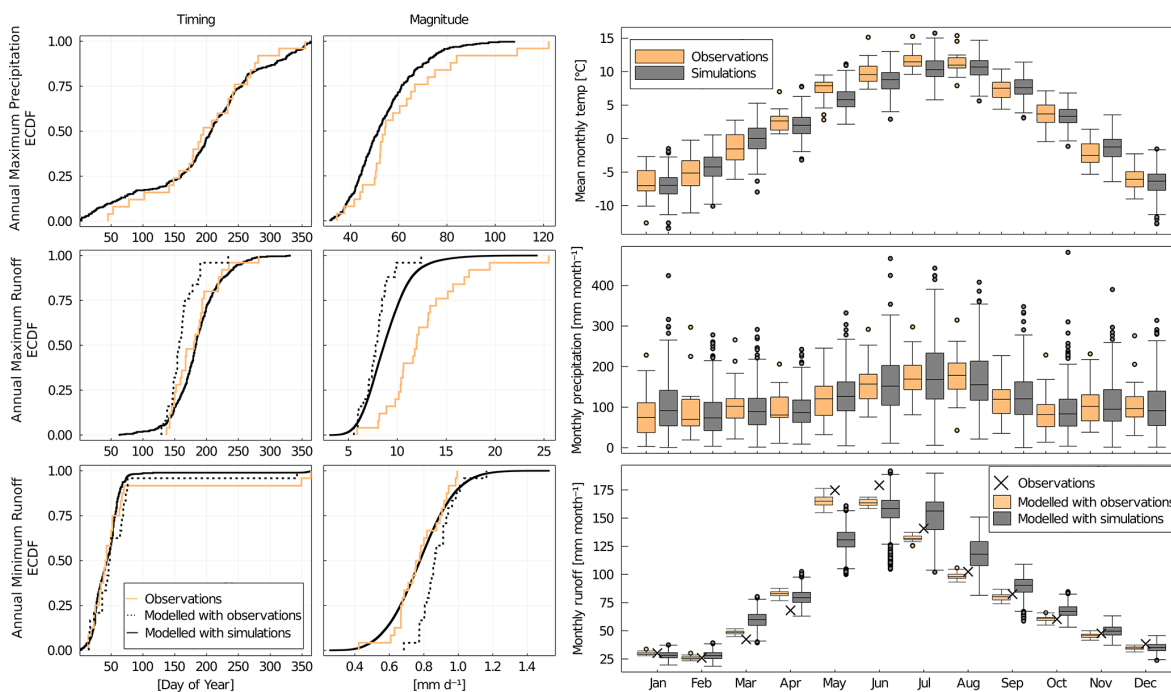 Timing
Magnitude
Annual Maximum Precipitation
ECDF
1.00
0.75
0.50
0.25
0.00
50 100 150 200 250 300 350
40 60 80 100 120
Annual Maximum Runoff
ECDF
1.00
0.75
0.50
0.25
0.00
50 100 150 200 250 300 350
5 10 15 20 25
Annual Minimum Runoff
ECDF
1.00
0.75
0.50
0.25
0.00
Observations
Modelled with observations
Modelled with simulations
50 100 150 200 250 300 350
0.4 0.6 0.8 1.0 1.2 1.4
[Day of Year]
[mm d⁻¹]
Mean monthly temp [°C]
15
10
5
0
-5
-10
Observations
Simulations
Monthly precipitation [mm month⁻¹]
400
300
200
100
0
Monthly runoff [mm month⁻¹]
175
150
125
100
75
50
25
Observations
Modelled with observations
Modelled with simulations
Jan Feb Mar Apr May Jun Jul Aug Sep Oct Nov Dec